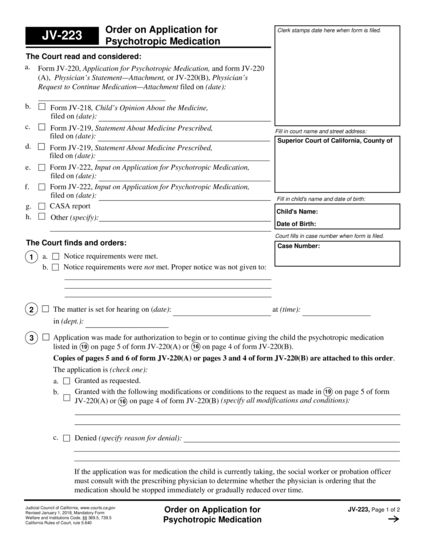 JV-223
Order on Application for
Psychotropic Medication
Clerk stamps date here when form is filed.
The Court read and considered:
a. Form JV-220, Application for Psychotropic Medication, and form JV-220
(A), Physician's Statement—Attachment, or JV-220(B), Physician's
Request to Continue Medication—Attachment filed on (date):
b. Form JV-218, Child's Opinion About the Medicine,
filed on (date):
c. Form JV-219, Statement About Medicine Prescribed,
filed on (date):
d. Form JV-219, Statement About Medicine Prescribed,
filed on (date):
e. Form JV-222, Input on Application for Psychotropic Medication,
filed on (date):
f. Form JV-222, Input on Application for Psychotropic Medication,
filed on (date):
g. CASA report
h. Other (specify):
Fill in court name and street address:
Superior Court of California, County of
Fill in child's name and date of birth:
Child's Name:
Date of Birth:
Court fills in case number when form is filed.
Case Number:
The Court finds and orders:
1 a. Notice requirements were met.
b. Notice requirements were not met. Proper notice was not given to:
2 The matter is set for hearing on (date): at (time):
in (dept.):
3 Application was made for authorization to begin or to continue giving the child the psychotropic medication
listed in 19 on page 5 of form JV-220(A) or 16 on page 4 of form JV-220(B).
Copies of pages 5 and 6 of form JV-220(A) or pages 3 and 4 of form JV-220(B) are attached to this order.
The application is (check one):
a. Granted as requested.
b. Granted with the following modifications or conditions to the request as made in 19 on page 5 of form
JV-220(A) or 16 on page 4 of form JV-220(B) (specify all modifications and conditions):
c. Denied (specify reason for denial):
If the application was for medication the child is currently taking, the social worker or probation officer
must consult with the prescribing physician to determine whether the physician is ordering that the
medication should be stopped immediately or gradually reduced over time.
Judicial Council of California, www.courts.ca.gov
Revised January 1, 2018, Mandatory Form
Welfare and Institutions Code, §§ 369.5, 739.5
California Rules of Court, rule 5.640
Order on Application for
Psychotropic Medication
JV-223, Page 1 of 2